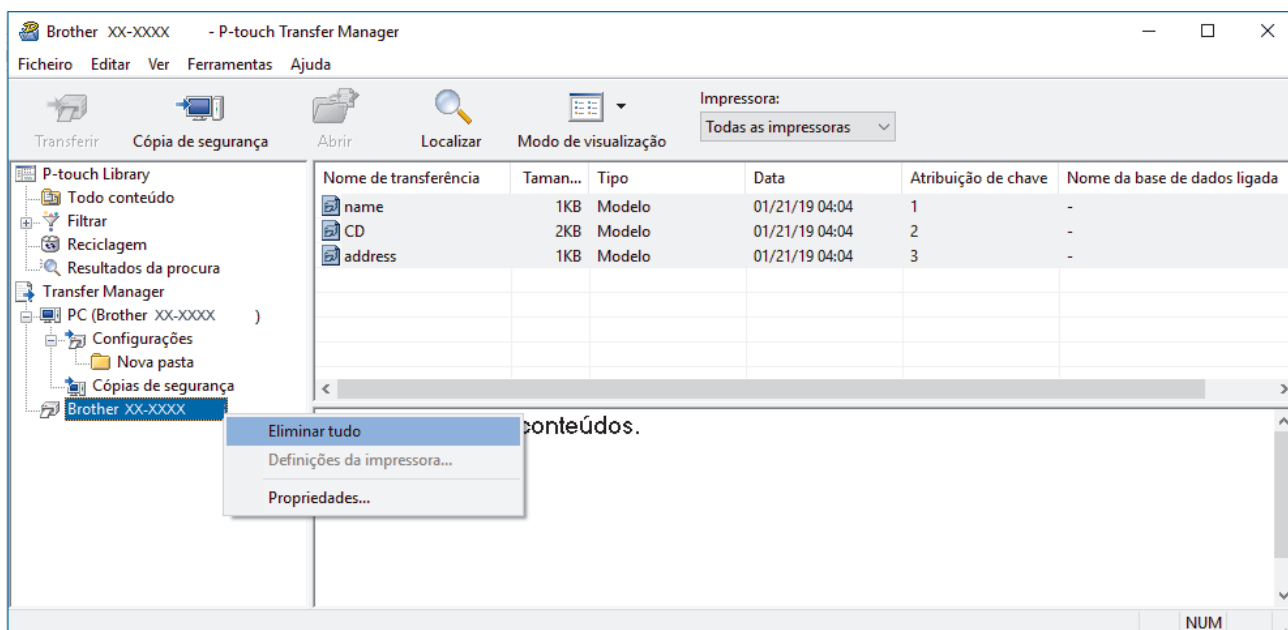 Brother XX-XXXX - P-touch Transfer Manager
Ficheiro Editar Ver Ferramentas Ajuda
Transferir Cópia de segurança Abrir Localizar Modo de visualização
Impressora:
Todas as impressoras
P-touch Library
Todo conteúdo
Filtrar
Reciclagem
Resultados da procura
Transfer Manager
PC (Brother XX-XXXX )
Configurações
Nova pasta
Cópias de segurança
Brother XX-XXXX
Nome de transferência Taman... Tipo Data Atribuição de chave Nome da base de dados ligada
name 1KB Modelo 01/21/19 04:04 1 -
CD 2KB Modelo 01/21/19 04:04 2 -
address 1KB Modelo 01/21/19 04:04 3 -
Eliminar tudo
Definições da impressora...
Propriedades...
conteúdos.
NUM